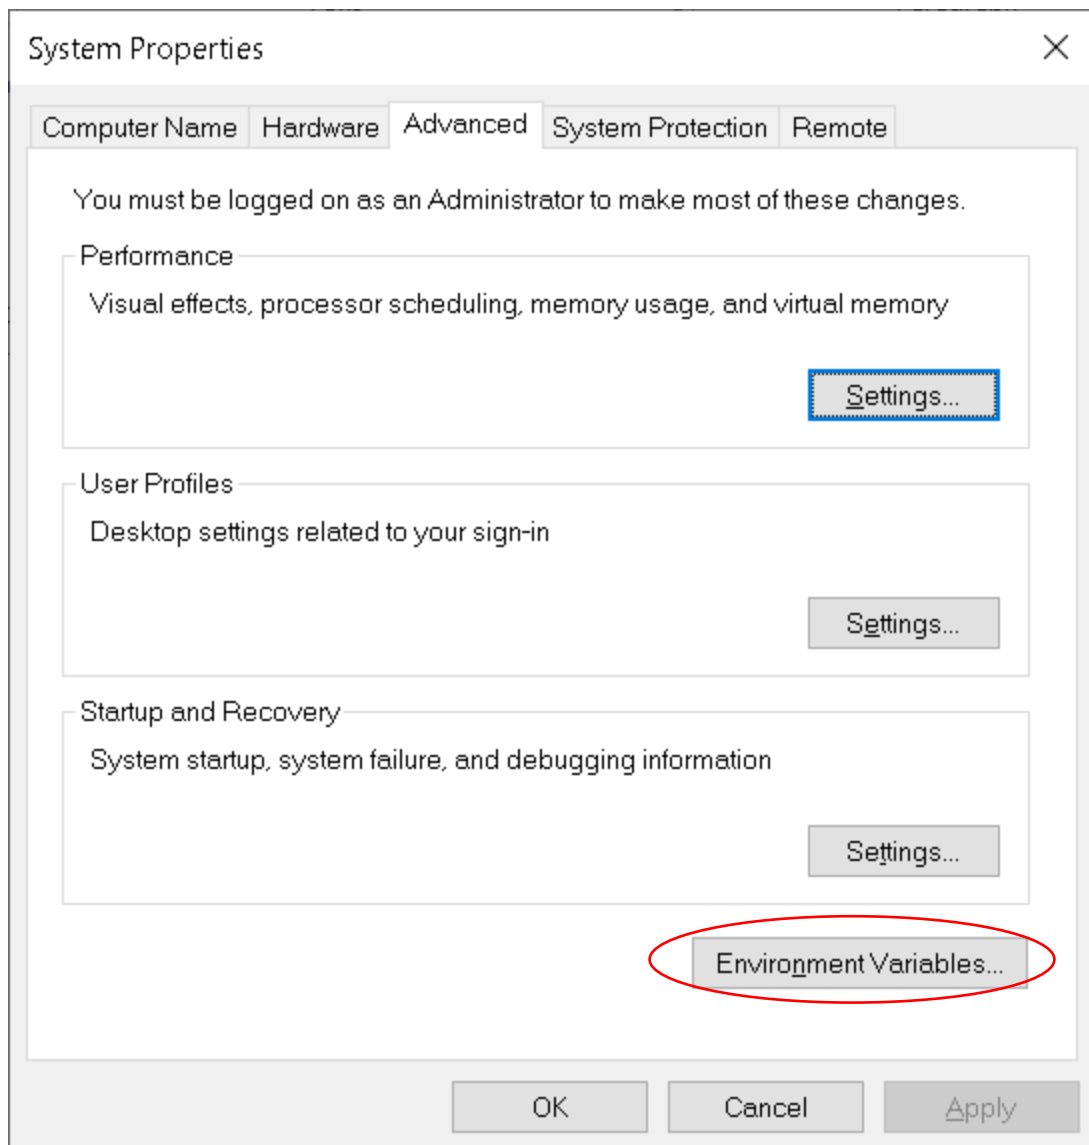 System Properties
Computer Name Hardware Advanced System Protection Remote
You must be logged on as an Administrator to make most of these changes.
Performance
Visual effects, processor scheduling, memory usage, and virtual memory
Settings...
User Profiles
Desktop settings related to your sign-in
Settings...
Startup and Recovery
System startup, system failure, and debugging information
Settings...
Environment Variables...
OK Cancel Apply